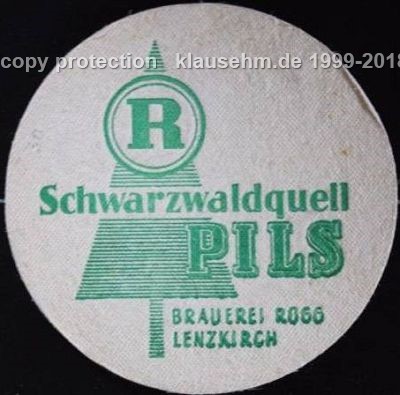 copy protection klausehm.de 1999-2018
R
Schwarzwaldquell
PILS
BRAUEREI ROGG
LENZKIRCH